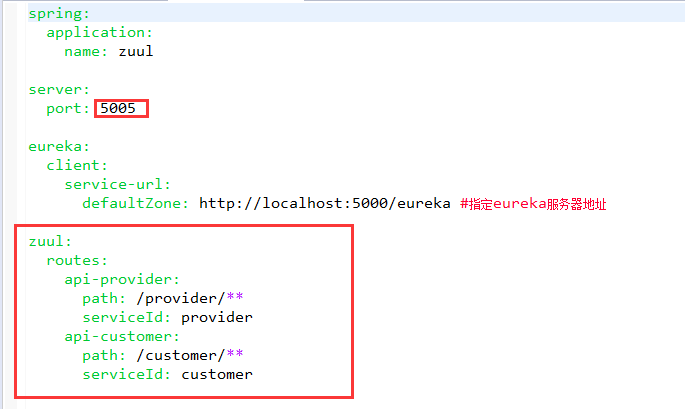 spring:
  application:
    name: zuul
server:
  port: 5005
eureka:
  client:
    service-url:
      defaultZone: http://localhost:5000/eureka #指定eureka服务器地址
zuul:
  routes:
    api-provider:
      path: /provider/**
      serviceId: provider
    api-customer:
      path: /customer/**
      serviceId: customer